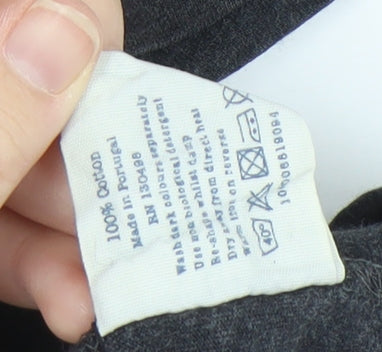 100% Cotton
Made in Portugal
RN 130498
Wash dark colours separately
Use non biological detergent
Re-shape whilst damp
Dry away from direct heat
iron on reverse
40°